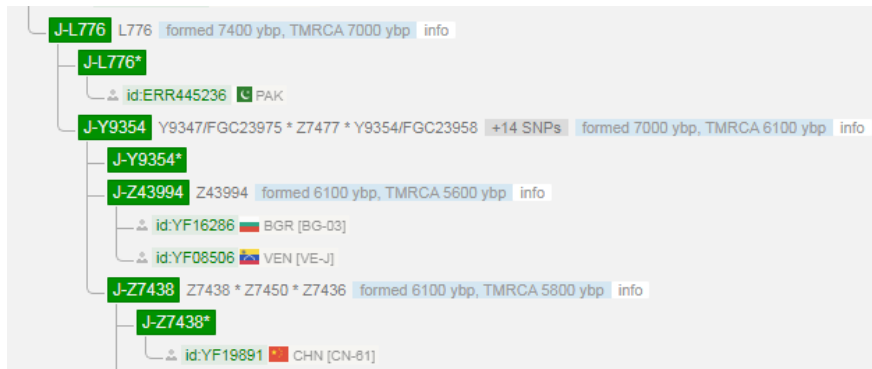 J-L776 L776 formed 7400 ybp, TMRCA 7000 ybp info
J-L776*
id:ERR445236 PAK
J-Y9354 Y9347/FGC23975 * Z7477 * Y9354/FGC23958 +14 SNPs formed 7000 ybp, TMRCA 6100 ybp info
J-Y9354*
J-Z43994 Z43994 formed 6100 ybp, TMRCA 5600 ybp info
id:YF16286 BGR [BG-03]
id:YF08506 VEN [VE-J]
J-Z7438 Z7438 * Z7450 * Z7436 formed 6100 ybp, TMRCA 5800 ybp info
J-Z7438*
id:YF19891 CHN [CN-61]